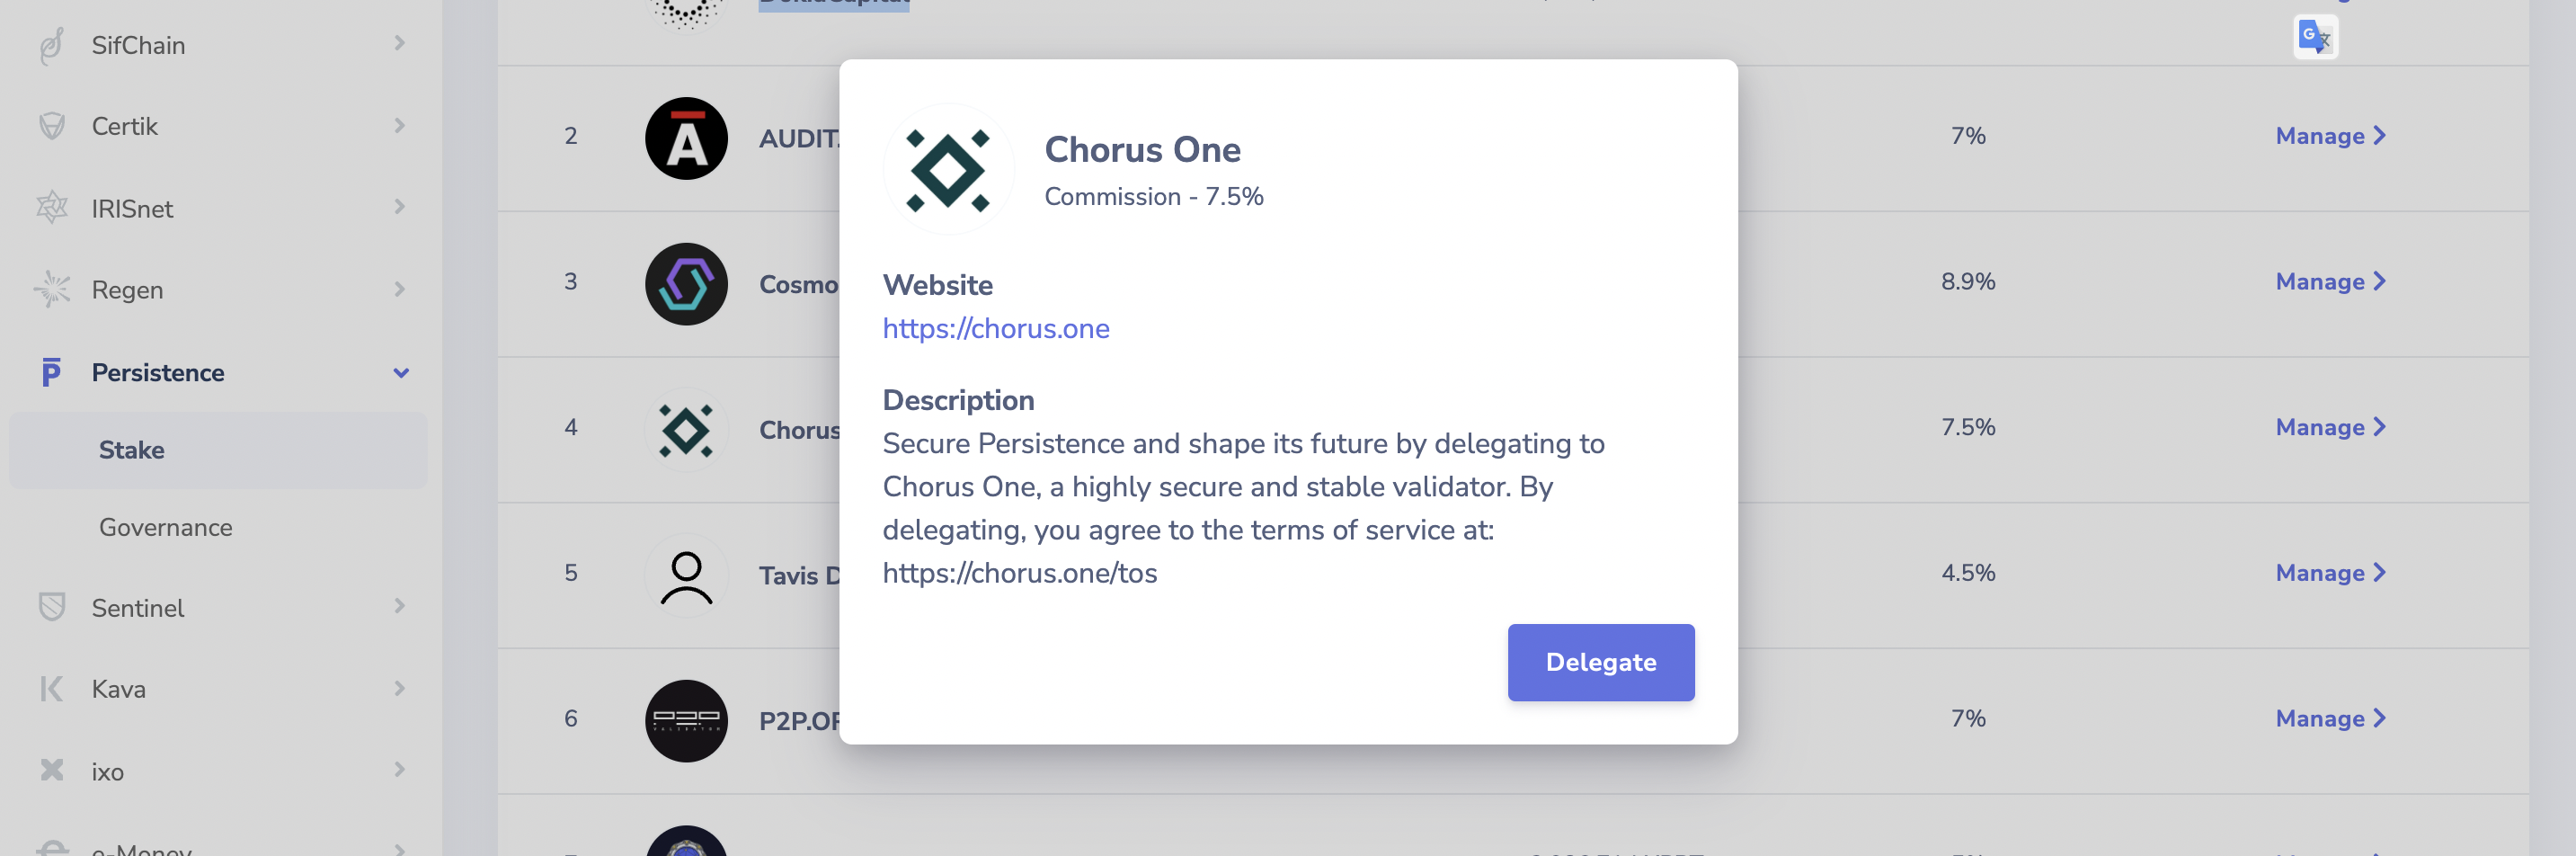 SifChain
Certik
IRISnet
Regen
Persistence
Stake
Governance
Sentinel
Kava
ixo
e-Money
DokiaCapital
2 AUDIT. 7% Manage
3 Cosmo 8.9% Manage
4 Chorus 7.5% Manage
5 Tavis D 4.5% Manage
6 P2P.OR 7% Manage
Chorus One
Commission - 7.5%
Website
https://chorus.one
Description
Secure Persistence and shape its future by delegating to
Chorus One, a highly secure and stable validator. By
delegating, you agree to the terms of service at:
https://chorus.one/tos
Delegate